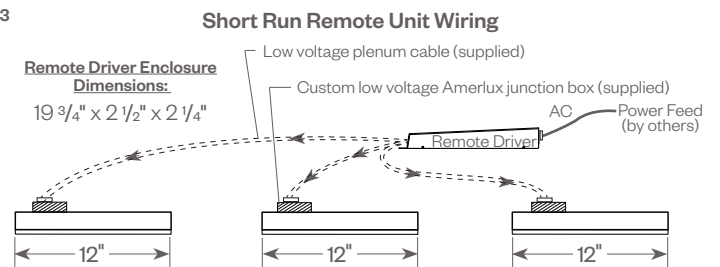 3
Short Run Remote Unit Wiring
Low voltage plenum cable (supplied)
Remote Driver Enclosure
Dimensions:
19 3/4" x 2 1/2" x 2 1/4"
Custom low voltage Amerlux junction box (supplied)
AC
Power Feed
(by others)
Remote Driver
12"
12"
12"